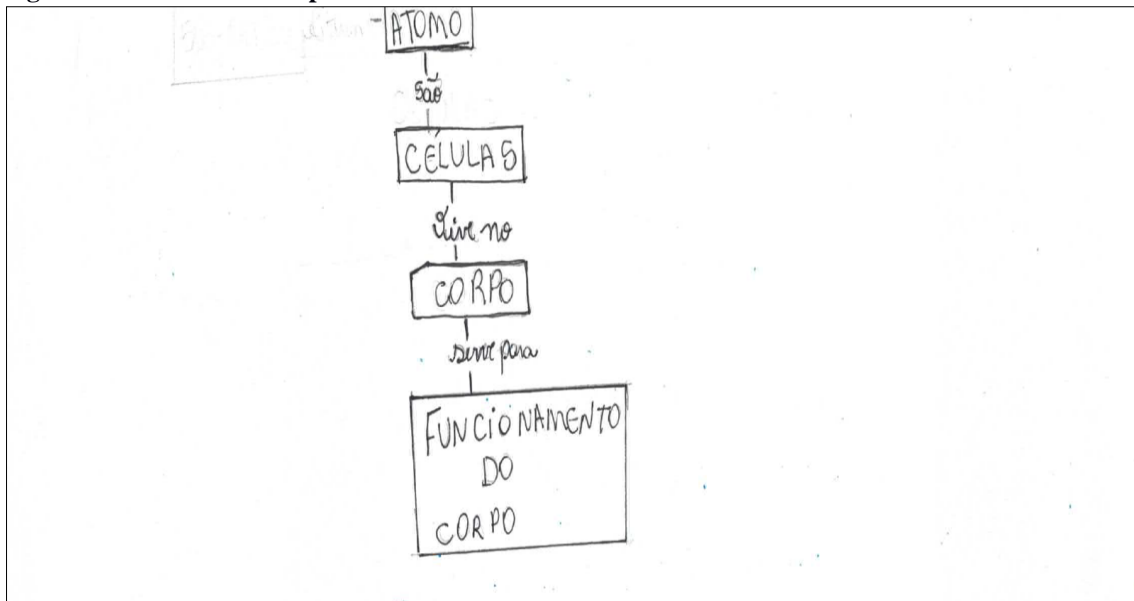 ATOMO
são
CÉLULAS
vive no
CORPO
serve para
FUNCIONAMENTO
DO
CORPO